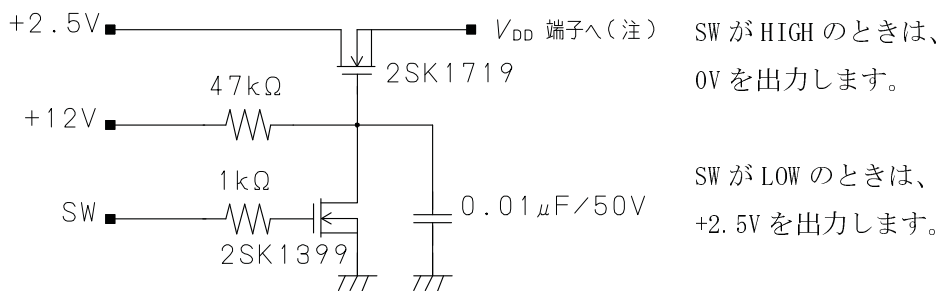 +2.5V
VDD 端子へ(注)
SW が HIGH のときは、
0V を出力します。
2SK1719
47kΩ
+12V
1kΩ
SW が LOW のときは、
+2.5V を出力します。
SW
0.01μF/50V
2SK1399